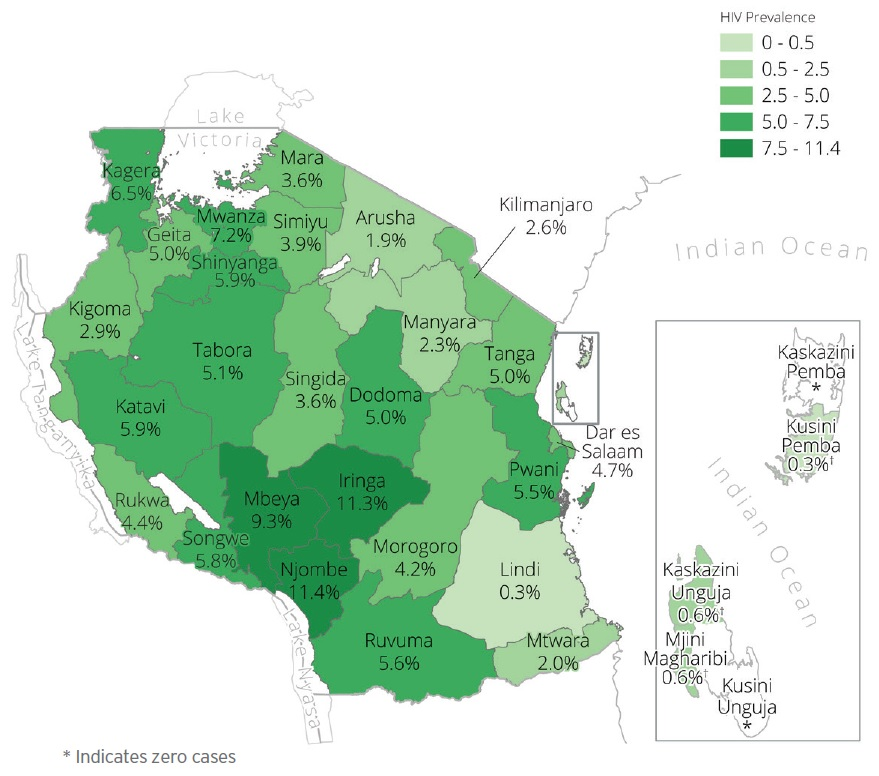 HIV Prevalence
0 - 0.5
0.5 - 2.5
2.5 - 5.0
5.0 - 7.5
7.5 - 11.4
Lake
Victoria
Kagera
6.5%
Mara
3.6%
Mwanza
7.2%
Simiyu
3.9%
Arusha
1.9%
Kilimanjaro
2.6%
Indian Ocean
Geita
5.0%
Shinyanga
5.9%
Kigoma
2.9%
Manyara
2.3%
Tanga
5.0%
Tabora
5.1%
Singida
3.6%
Dodoma
5.0%
Katavi
5.9%
Lake Tanganyika
Dar es
Salaam
4.7%
Pwani
5.5%
Rukwa
4.4%
Mbeya
9.3%
Iringa
11.3%
Songwe
5.8%
Njombe
11.4%
Morogoro
4.2%
Lindi
0.3%
Ruvuma
5.6%
Mtwara
2.0%
Lake Nyasa
Kaskazini
Pemba
*
Kusini
Pemba
0.3%†
Indian Ocean
Kaskazini
Unguja
0.6%†
Mjini
Magharibi
0.6%†
Kusini
Unguja
*
* Indicates zero cases